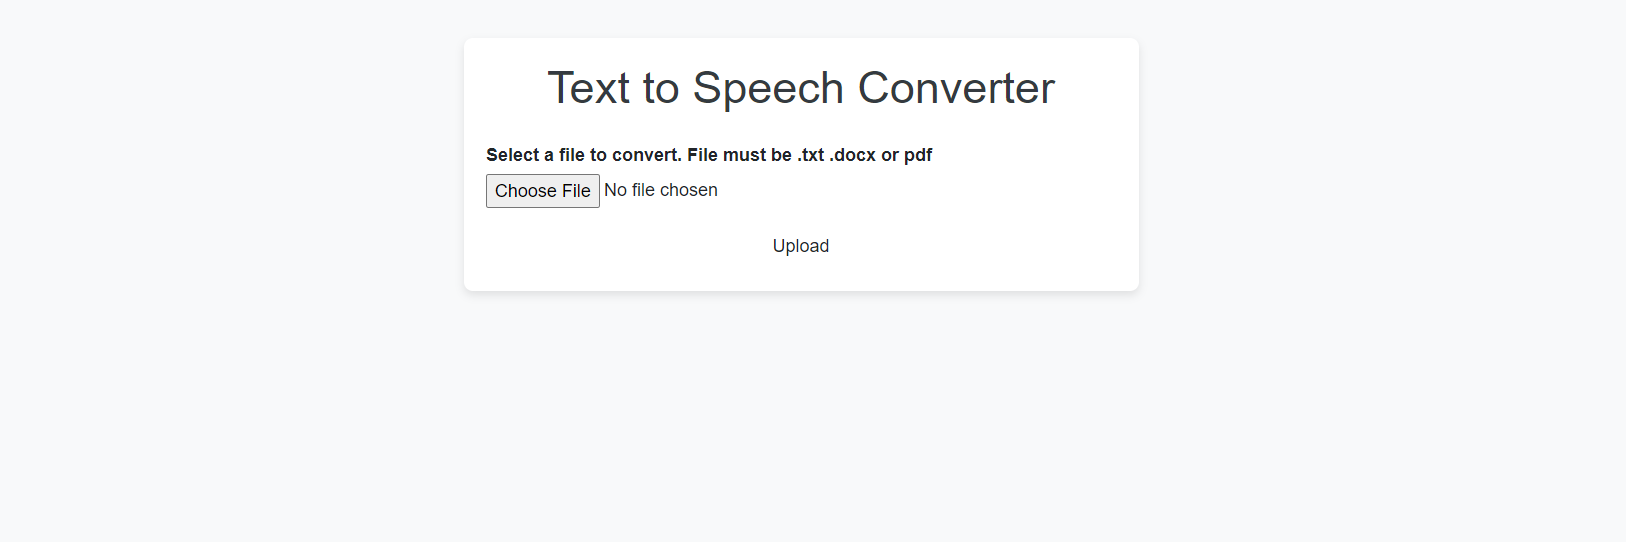 Text to Speech Converter
Select a file to convert. File must be .txt .docx or pdf
Choose File No file chosen
Upload